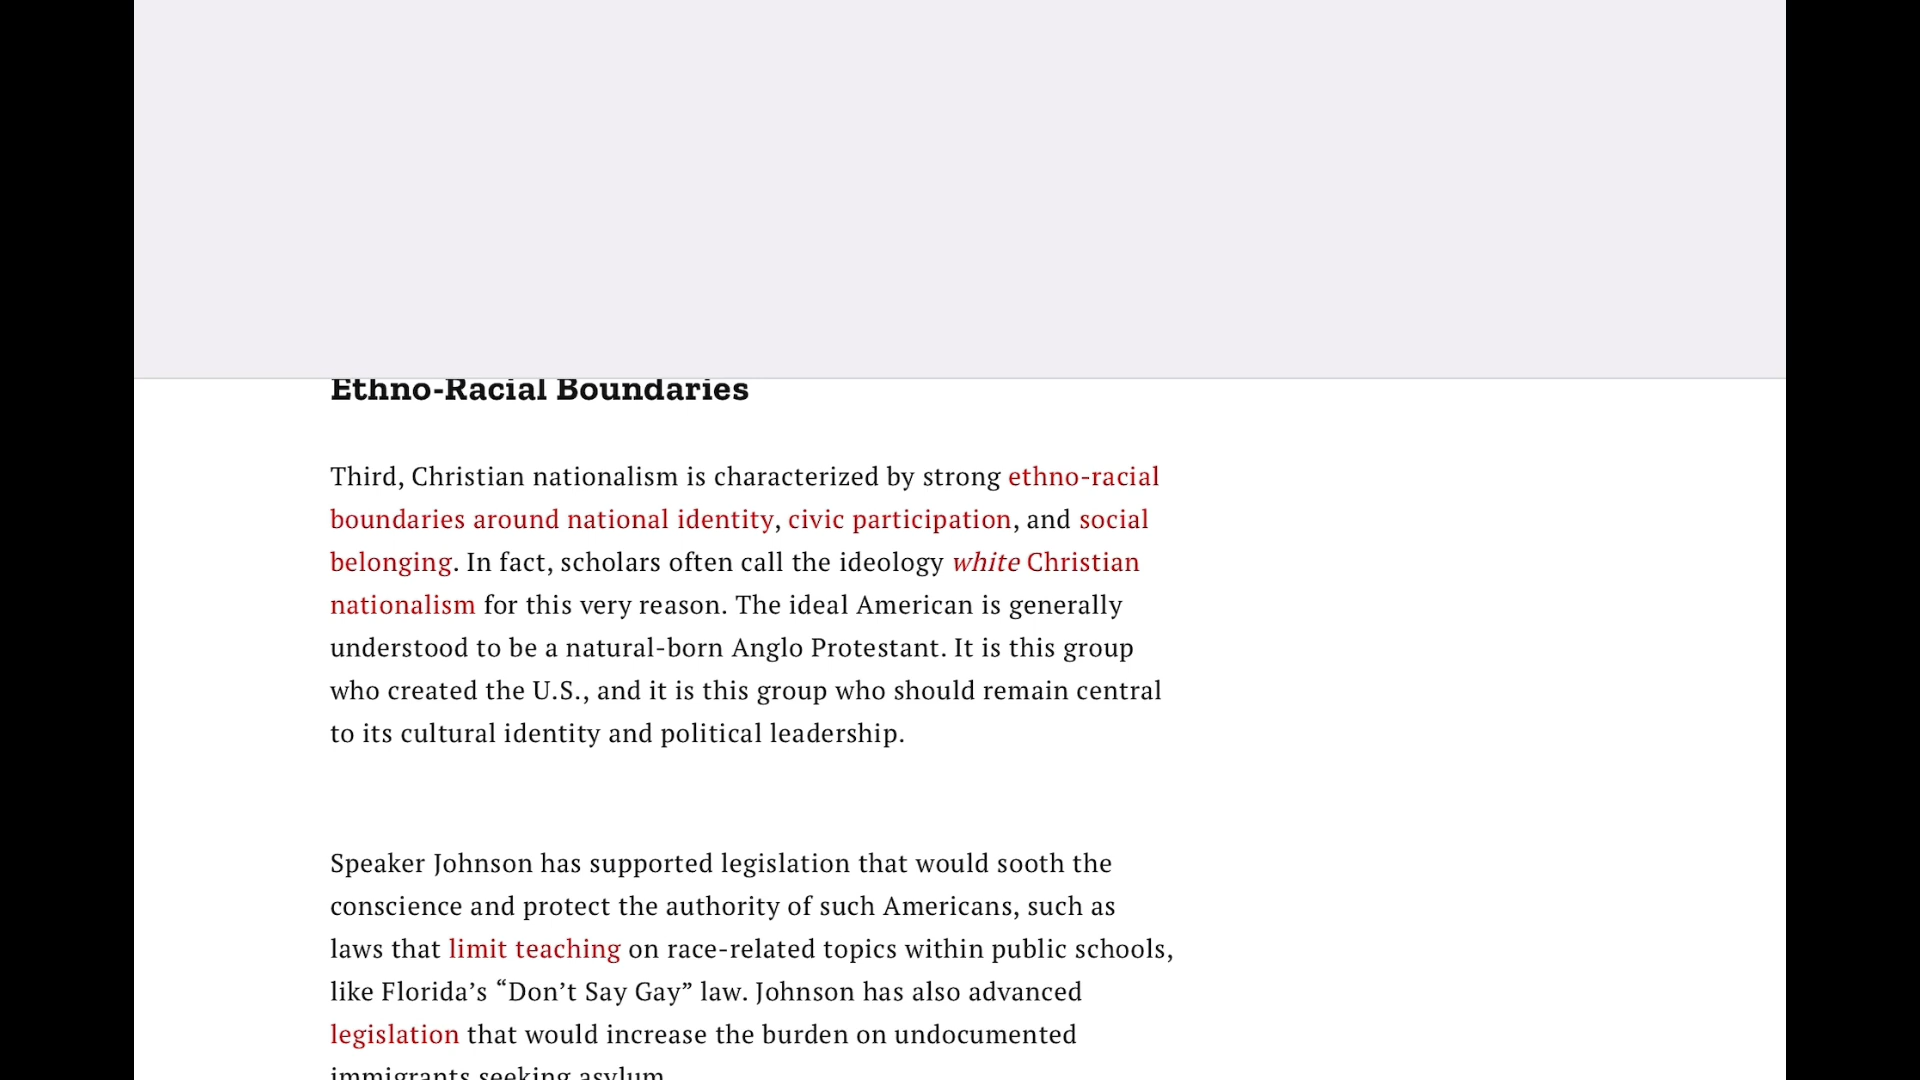 Ethno-Racial Boundaries
Third, Christian nationalism is characterized by strong ethno-racial
boundaries around national identity, civic participation, and social
belonging. In fact, scholars often call the ideology white Christian
nationalism for this very reason. The ideal American is generally
understood to be a natural-born Anglo Protestant. It is this group
who created the U.S., and it is this group who should remain central
to its cultural identity and political leadership.
Speaker Johnson has supported legislation that would sooth the
conscience and protect the authority of such Americans, such as
laws that limit teaching on race-related topics within public schools,
like Florida’s “Don’t Say Gay” law. Johnson has also advanced
legislation that would increase the burden on undocumented
immigrants seeking asylum.